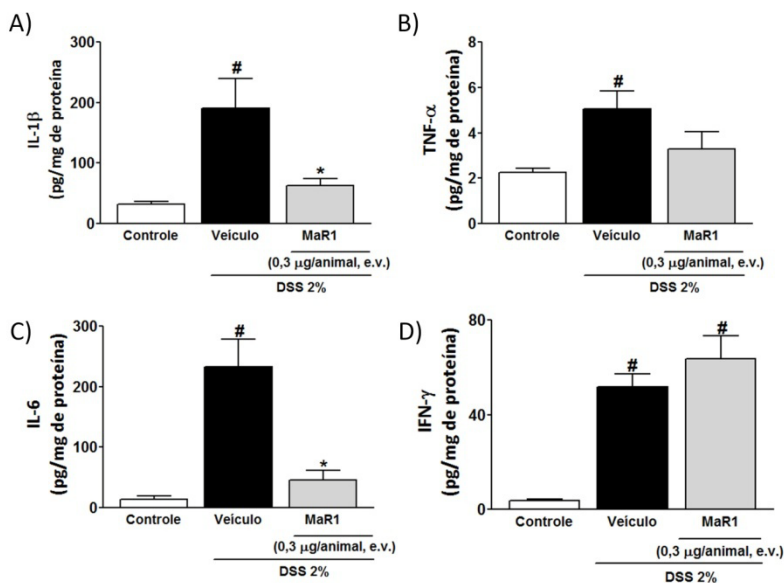 A)
IL-1β
(pg/mg de proteína)
300
200
100
0
#
*
Controle
Veículo
MaR1
(0,3 μg/animal, e.v.)
DSS 2%
B)
TNF-α
(pg/mg de proteína)
8
6
4
2
0
#
Controle
Veículo
MaR1
(0,3 μg/animal, e.v.)
DSS 2%
C)
IL-6
(pg/mg de proteína)
300
200
100
0
#
*
Controle
Veículo
MaR1
(0,3 μg/animal, e.v.)
DSS 2%
D)
IFN-γ
(pg/mg de proteína)
80
60
40
20
0
#
#
Controle
Veículo
MaR1
(0,3 μg/animal, e.v.)
DSS 2%